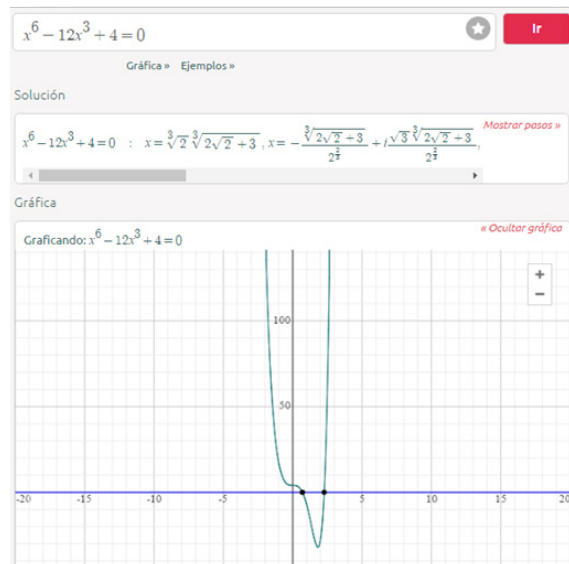 x^6 − 12x^3 + 4 = 0
Ir
Gráfica » Ejemplos »
Solución
Mostrar pasos »
x^6 − 12x^3 + 4 = 0 : x = ∛2 ∛(2√2 + 3), x = − ∛(2√2 + 3)/2^(2/3) + i √3 ∛(2√2 + 3)/2^(2/3),
Gráfica
« Ocultar gráfica
Graficando: x^6 − 12x^3 + 4 = 0
+
−
100
50
-20 -15 -10 -5 5 10 15 20